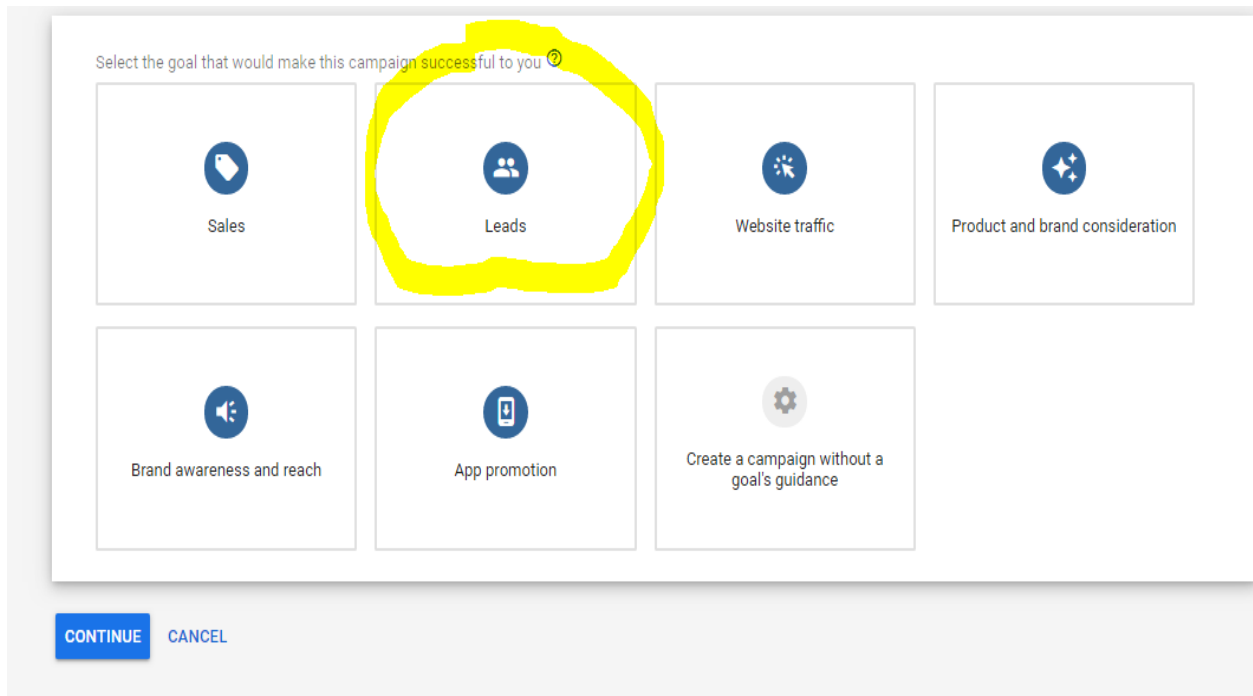 Select the goal that would make this campaign successful to you
Sales
Leads
Website traffic
Product and brand consideration
Brand awareness and reach
App promotion
Create a campaign without a
goal's guidance
CONTINUE CANCEL